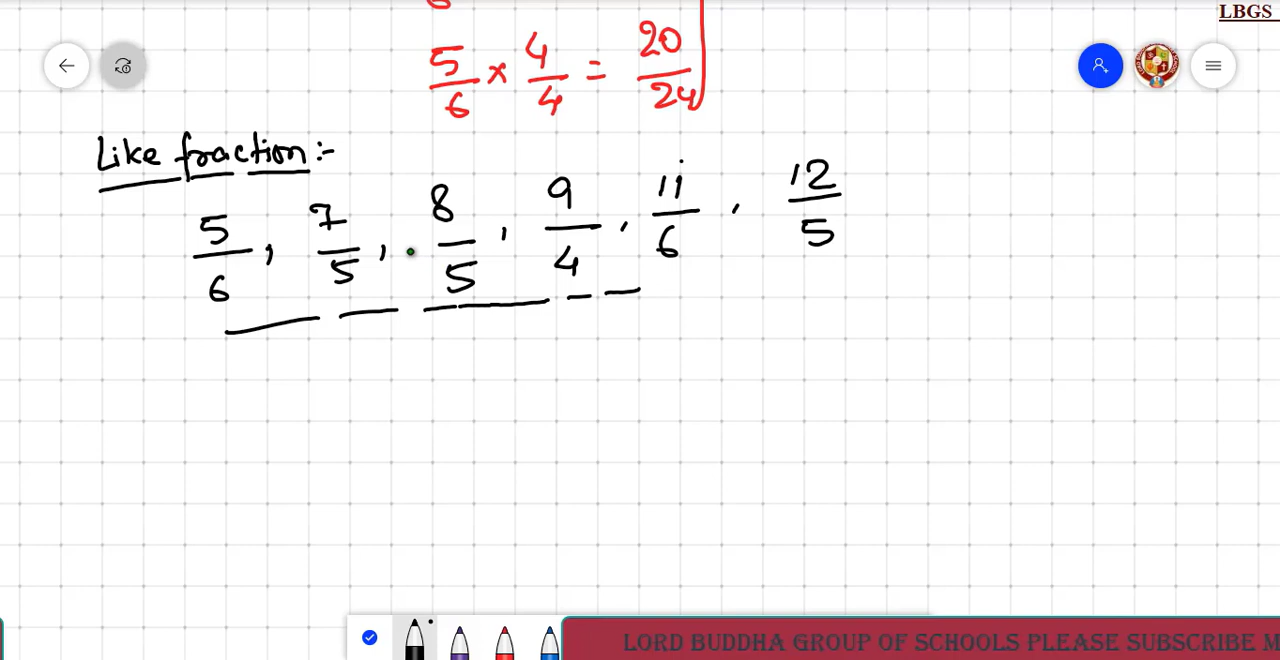 LBGS
5/6 × 4/4 = 20/24
Like fraction :-
5/6, 7/5, 8/5, 9/4, 11/6, 12/5
LORD BUDDHA GROUP OF SCHOOLS PLEASE SUBSCRIBE M